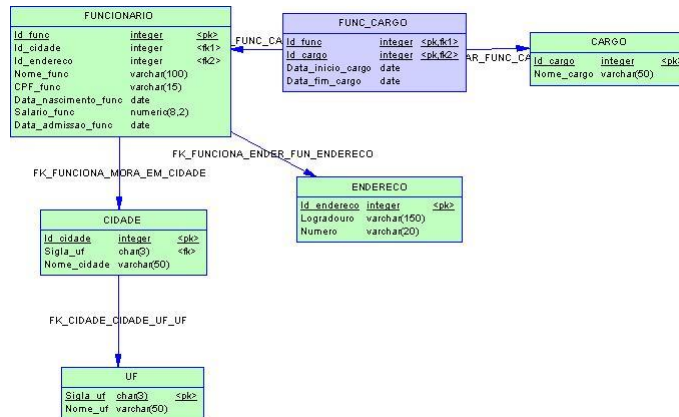 FUNCIONARIO
Id_func integer <pk>
Id_cidade integer <fk1>
Id_endereco integer <fk2>
Nome_func varchar(100)
CPF_func varchar(15)
Data_nascimento_func date
Salario_func numeric(8,2)
Data_admissao_func date
_FUNC_CA
FUNC_CARGO
Id_func integer <pk,fk1>
Id_cargo integer <pk,fk2>
Data_inicio_cargo date
Data_fim_cargo date
AR_FUNC_CA
CARGO
Id_cargo integer <pk>
Nome_cargo varchar(50)
FK_FUNCIONA_ENDER_FUN_ENDERECO
FK_FUNCIONA_MORA_EM_CIDADE
ENDERECO
Id_endereco integer <pk>
Logradouro varchar(150)
Numero varchar(20)
CIDADE
Id_cidade integer <pk>
Sigla_uf char(3) <fk>
Nome_cidade varchar(50)
FK_CIDADE_CIDADE_UF_UF
UF
Sigla_uf char(3) <pk>
Nome_uf varchar(50)